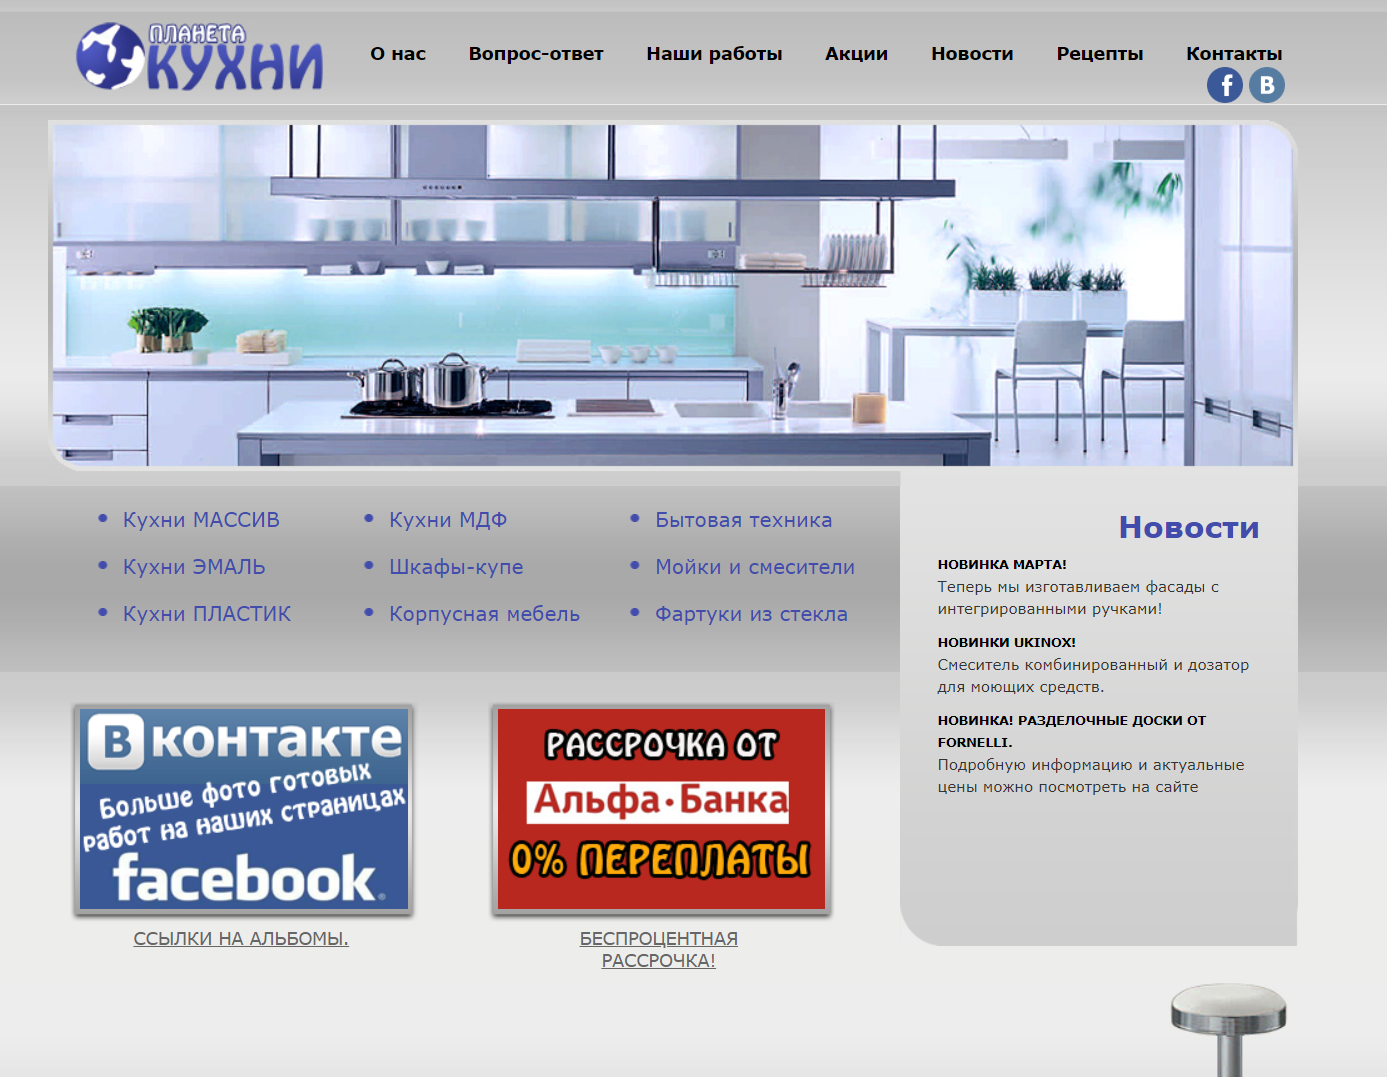 ПЛАНЕТА
КУХНИ
О нас
Вопрос-ответ
Наши работы
Акции
Новости
Рецепты
Контакты
f
В
Кухни МАССИВ
Кухни МДФ
Бытовая техника
Кухни ЭМАЛЬ
Шкафы-купе
Мойки и смесители
Кухни ПЛАСТИК
Корпусная мебель
Фартуки из стекла
Новости
НОВИНКА МАРТА!
Теперь мы изготавливаем фасады с
интегрированными ручками!
НОВИНКИ UKINOX!
Смеситель комбинированный и дозатор
для моющих средств.
НОВИНКА! РАЗДЕЛОЧНЫЕ ДОСКИ ОТ
FORNELLI.
Подробную информацию и актуальные
цены можно посмотреть на сайте
В контакте
Больше фото готовых
работ на наших страницах
facebook®
ССЫЛКИ НА АЛЬБОМЫ.
РАССРОЧКА ОТ
Альфа·Банка
0% ПЕРЕПЛАТЫ
БЕСПРОЦЕНТНАЯ
РАССРОЧКА!